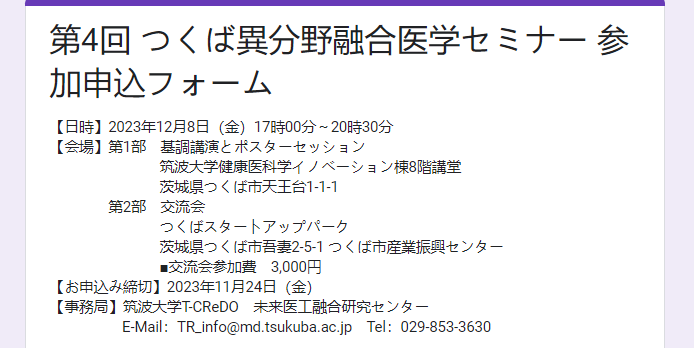 第4回 つくば異分野融合医学セミナー 参
加申込フォーム
【日時】2023年12月8日（金）17時00分～20時30分
【会場】第1部　基調講演とポスターセッション
筑波大学健康医科学イノベーション棟8階講堂
茨城県つくば市天王台1-1-1
第2部　交流会
つくばスタートアップパーク
茨城県つくば市吾妻2-5-1 つくば市産業振興センター
■交流会参加費　3,000円
【お申込み締切】2023年11月24日（金）
【事務局】筑波大学T-CReDO　未来医工融合研究センター
E-Mail：TR_info@md.tsukuba.ac.jp　Tel：029-853-3630